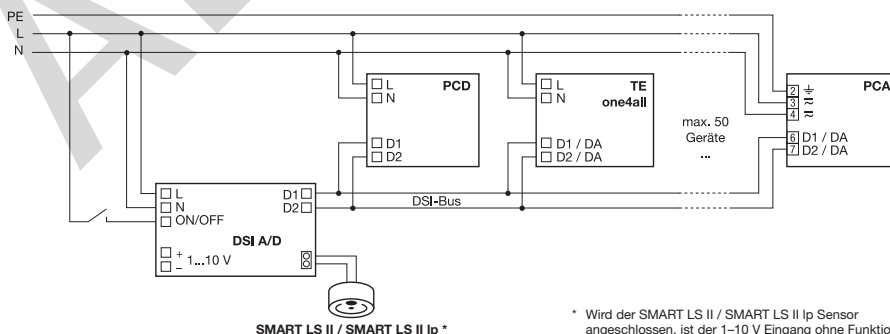 PE
L
N
L
N
PCD
D1
D2
L
N
TE
one4all
D1 / DA
D2 / DA
max. 50
Geräte
...
PCA
2
3
4
6 D1 / DA
7 D2 / DA
L
N
ON/OFF
D1
D2
DSI-Bus
DSI A/D
+
1...10 V
–
SMART LS II / SMART LS II lp *
* Wird der SMART LS II / SMART LS II lp Sensor
angeschlossen, ist der 1–10 V Eingang ohne